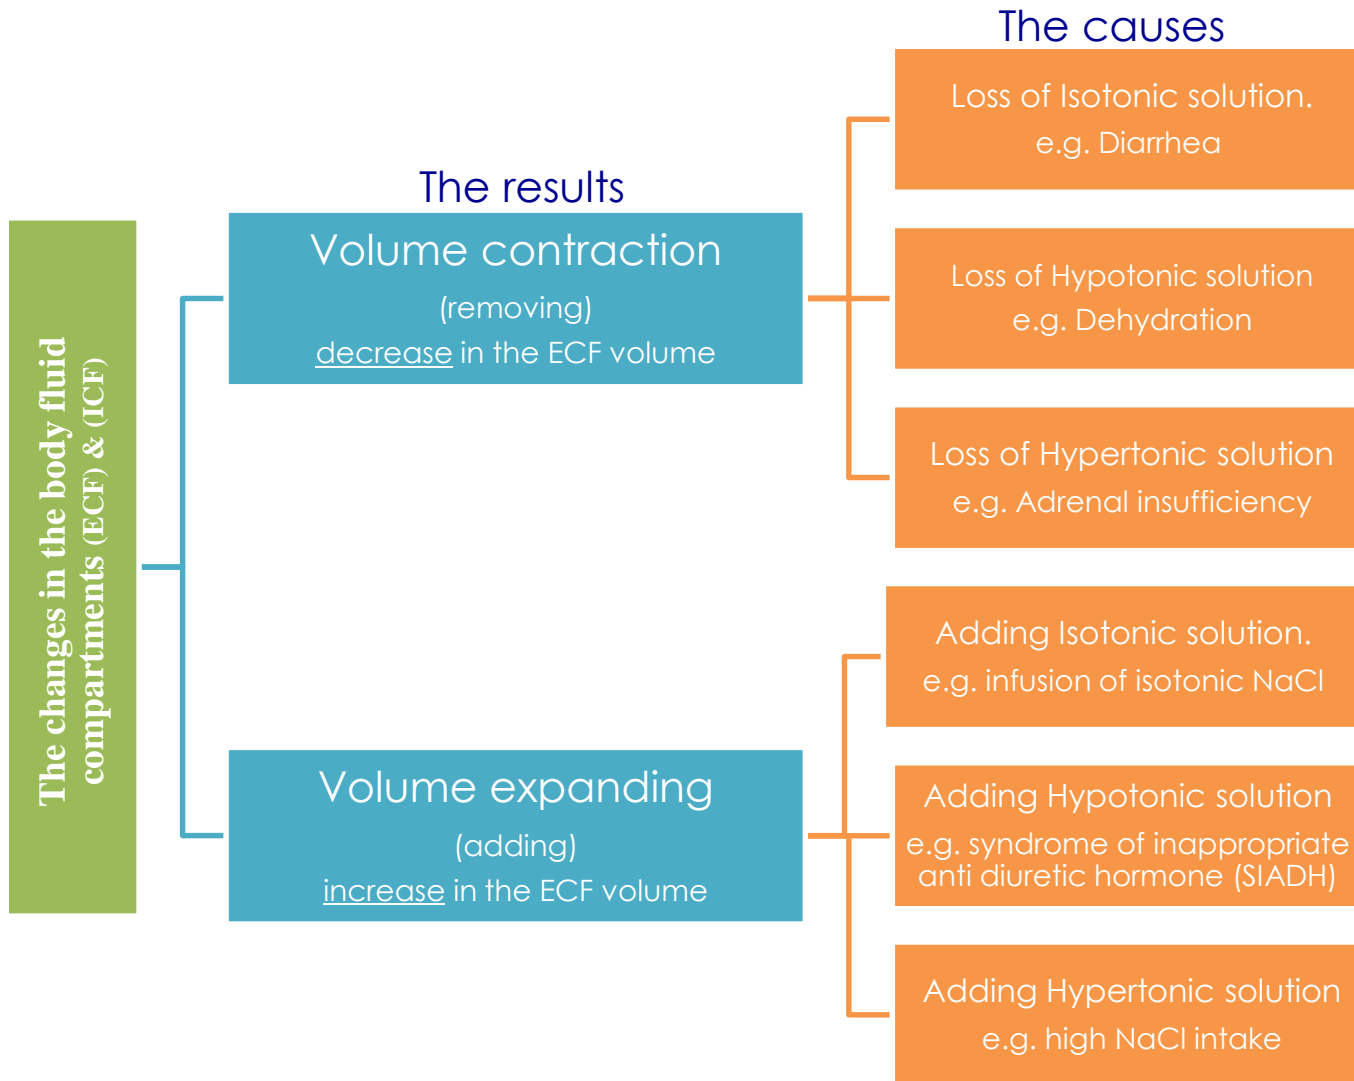 The causes
Loss of Isotonic solution.
e.g. Diarrhea
The results
Volume contraction
(removing)
decrease in the ECF volume
Loss of Hypotonic solution
e.g. Dehydration
Loss of Hypertonic solution
e.g. Adrenal insufficiency
The changes in the body fluid
compartments (ECF) & (ICF)
Adding Isotonic solution.
e.g. infusion of isotonic NaCl
Volume expanding
(adding)
increase in the ECF volume
Adding Hypotonic solution
e.g. syndrome of inappropriate
anti diuretic hormone (SIADH)
Adding Hypertonic solution
e.g. high NaCl intake